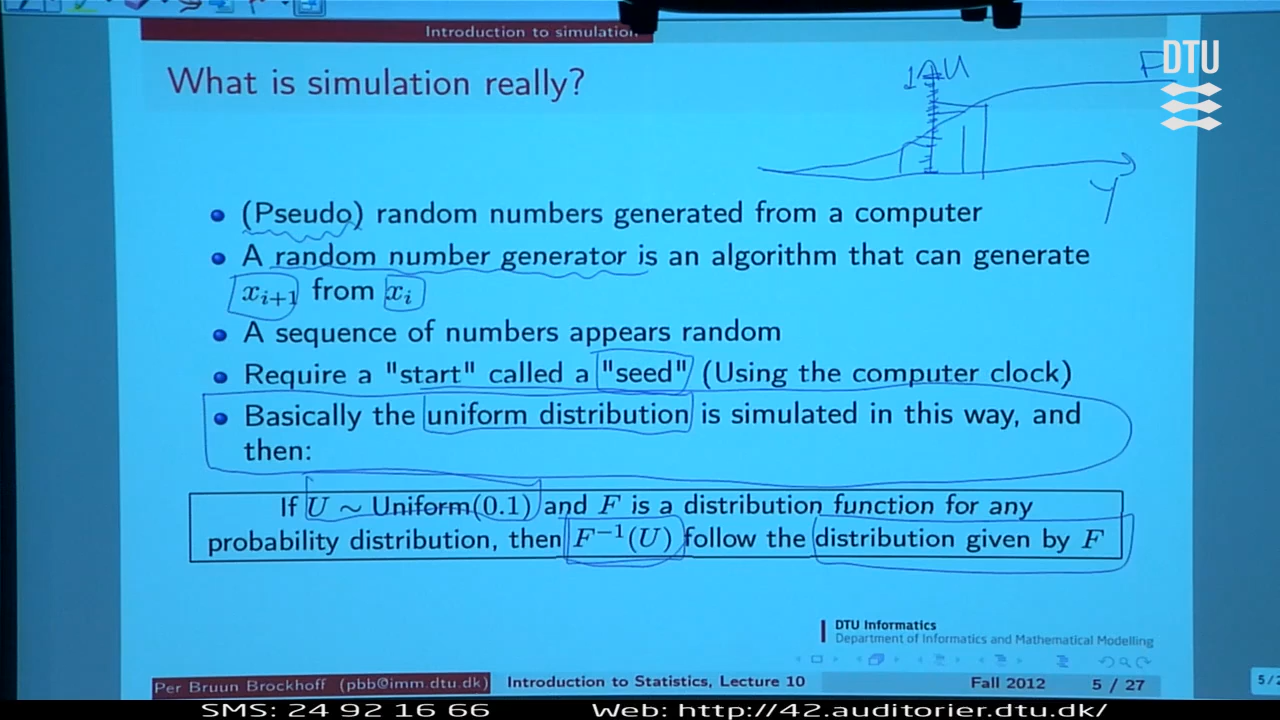 Introduction to simulation
DTU
What is simulation really?
1 U
F
Y
(Pseudo) random numbers generated from a computer
A random number generator is an algorithm that can generate
xi+1 from xi
A sequence of numbers appears random
Require a "start" called a "seed" (Using the computer clock)
Basically the uniform distribution is simulated in this way, and
then:
If U ∼ Uniform(0.1) and F is a distribution function for any
probability distribution, then F−1(U) follow the distribution given by F
DTU Informatics
Department of Informatics and Mathematical Modelling
Per Bruun Brockhoff (pbb@imm.dtu.dk) Introduction to Statistics, Lecture 10 Fall 2012 5 / 27
SMS: 24 92 16 66 Web: http://42.auditorier.dtu.dk/